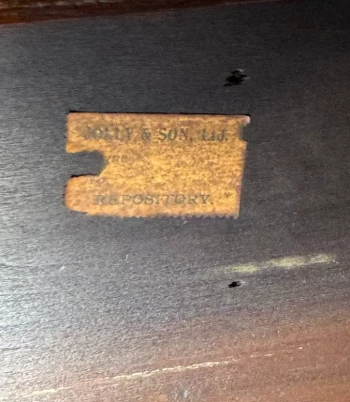 JOLLY & SON, Ltd.
REPOSITORY.